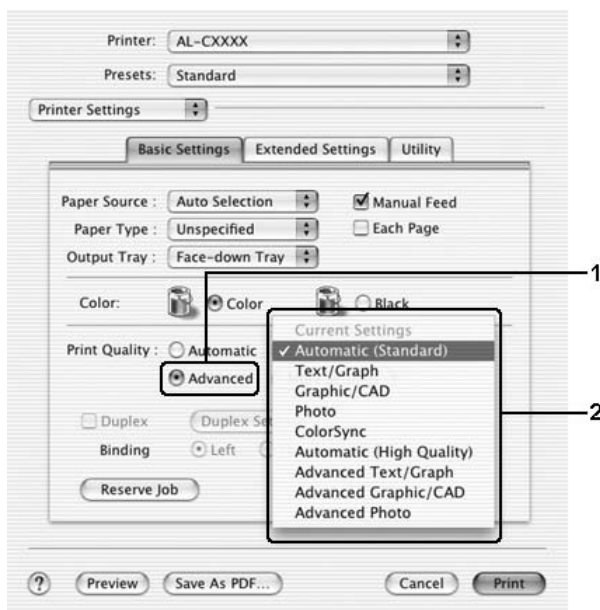 Printer: AL-CXXXX
Presets: Standard
Printer Settings
Basic Settings Extended Settings Utility
Paper Source : Auto Selection Manual Feed
Paper Type : Unspecified Each Page
Output Tray : Face-down Tray
1
Color: Color Black
Current Settings
Print Quality : Automatic ✓ Automatic (Standard)
Text/Graph
Advanced
Graphic/CAD
Photo
2
Duplex Duplex Se
ColorSync
Binding Left Automatic (High Quality)
Advanced Text/Graph
Reserve Job Advanced Graphic/CAD
Advanced Photo
? Preview Save As PDF... Cancel Print